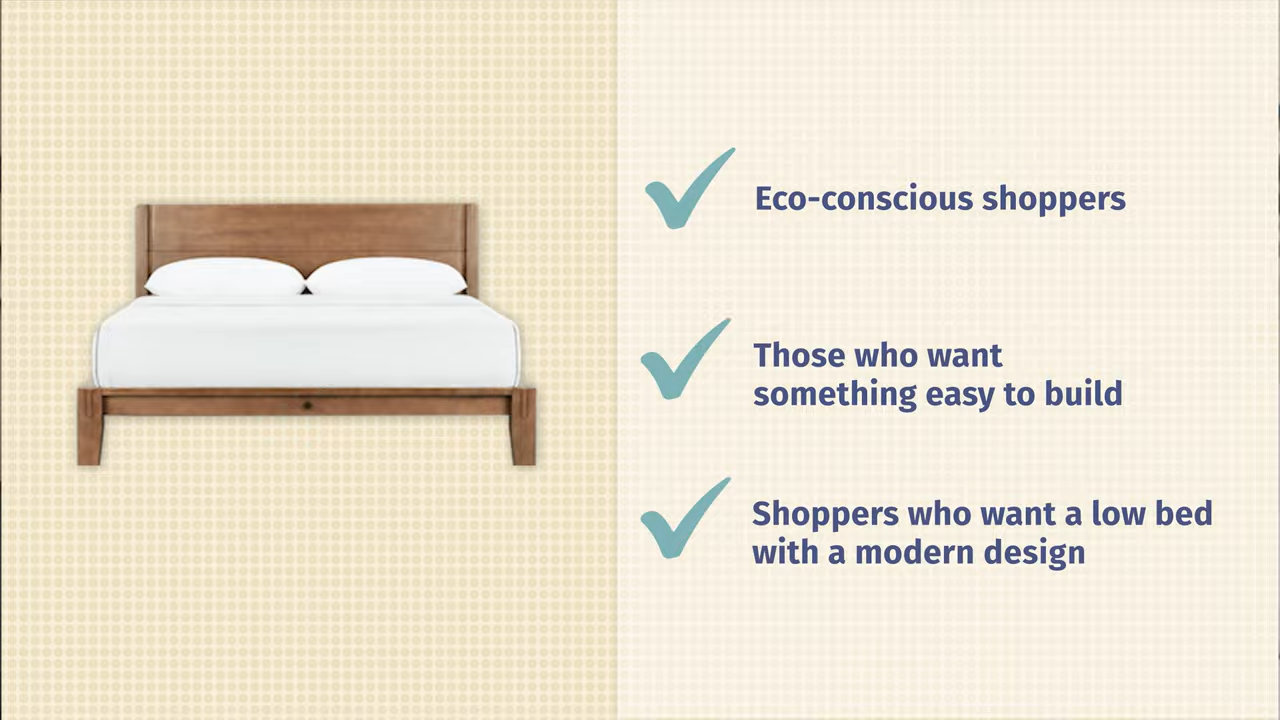 Eco-conscious shoppers
Those who want
something easy to build
Shoppers who want a low bed
with a modern design